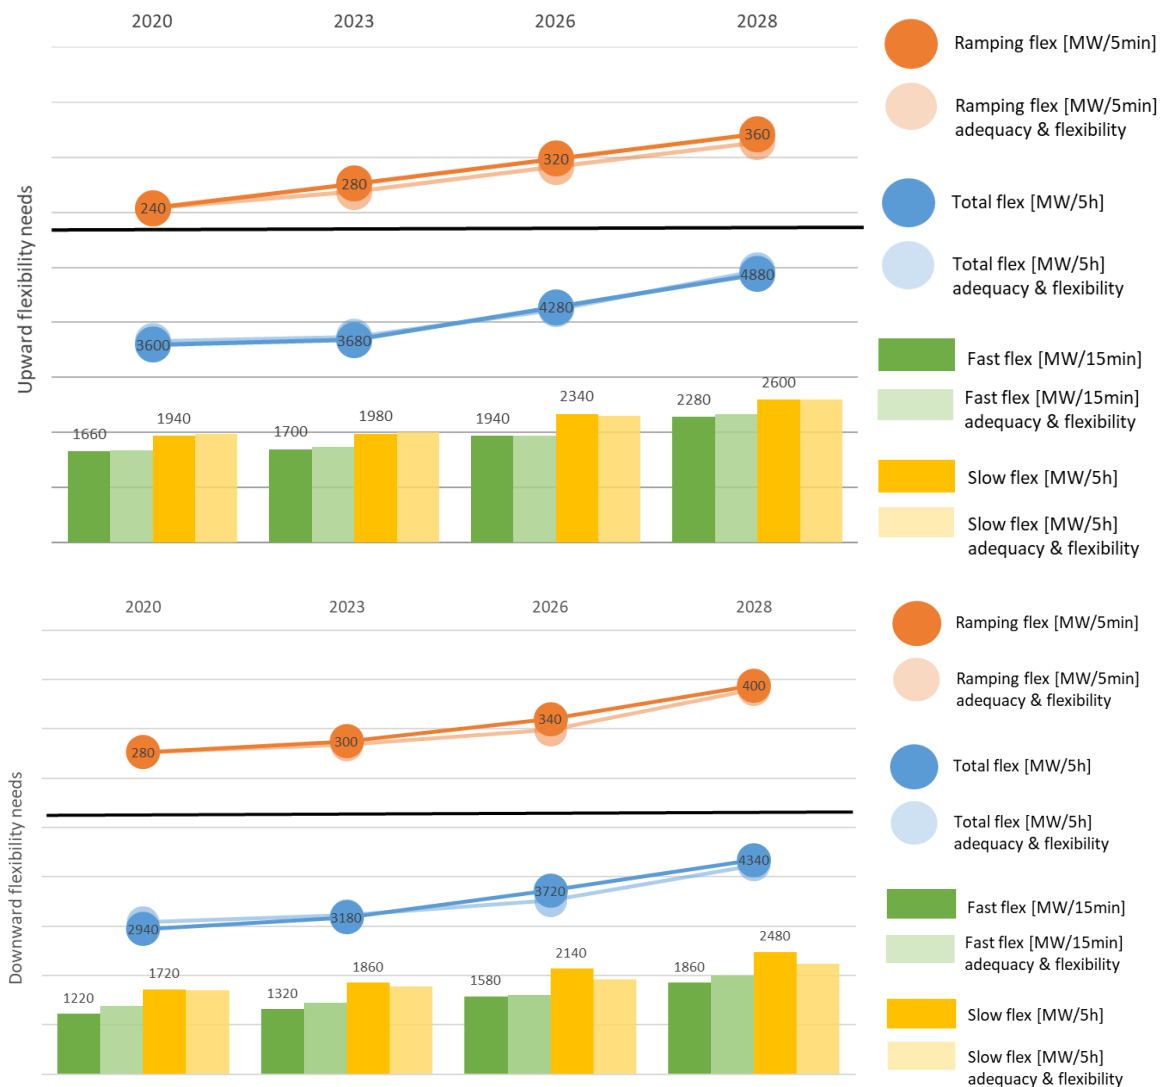 2020 2023 2026 2028
Upward flexibility needs
240 280 320 360
3600 3680 4280 4880
1660 1940 1700 1980 1940 2340 2280 2600
Ramping flex [MW/5min]
Ramping flex [MW/5min]
adequacy & flexibility
Total flex [MW/5h]
Total flex [MW/5h]
adequacy & flexibility
Fast flex [MW/15min]
Fast flex [MW/15min]
adequacy & flexibility
Slow flex [MW/5h]
Slow flex [MW/5h]
adequacy & flexibility
2020 2023 2026 2028
Downward flexibility needs
280 300 340 400
2940 3180 3720 4340
1220 1720 1320 1860 1580 2140 1860 2480
Ramping flex [MW/5min]
Ramping flex [MW/5min]
adequacy & flexibility
Total flex [MW/5h]
Total flex [MW/5h]
adequacy & flexibility
Fast flex [MW/15min]
Fast flex [MW/15min]
adequacy & flexibility
Slow flex [MW/5h]
Slow flex [MW/5h]
adequacy & flexibility